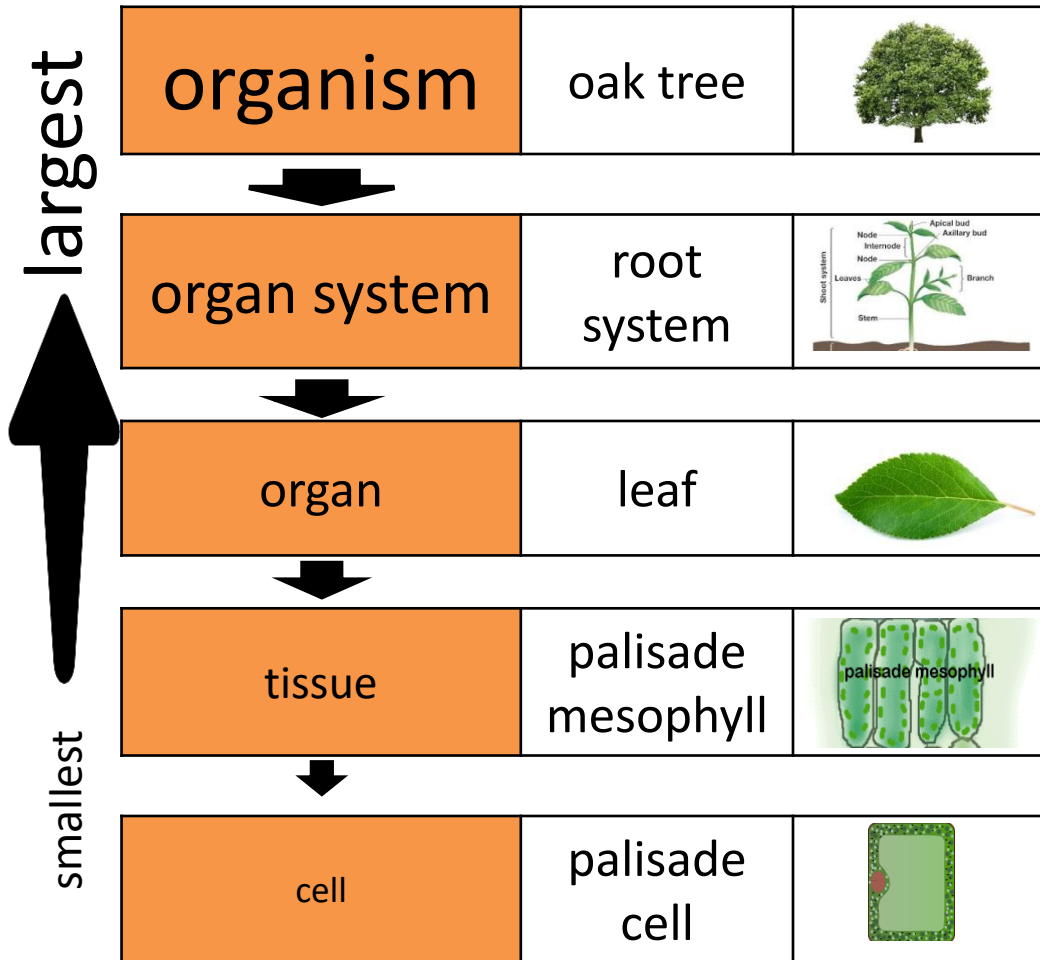 largest
smallest
organism
oak tree
organ system
root
system
Apical bud
Axillary bud
Node
Internode
Node
Leaves
Branch
Stem
Shoot system
organ
leaf
tissue
palisade
mesophyll
palisade mesophyll
cell
palisade
cell